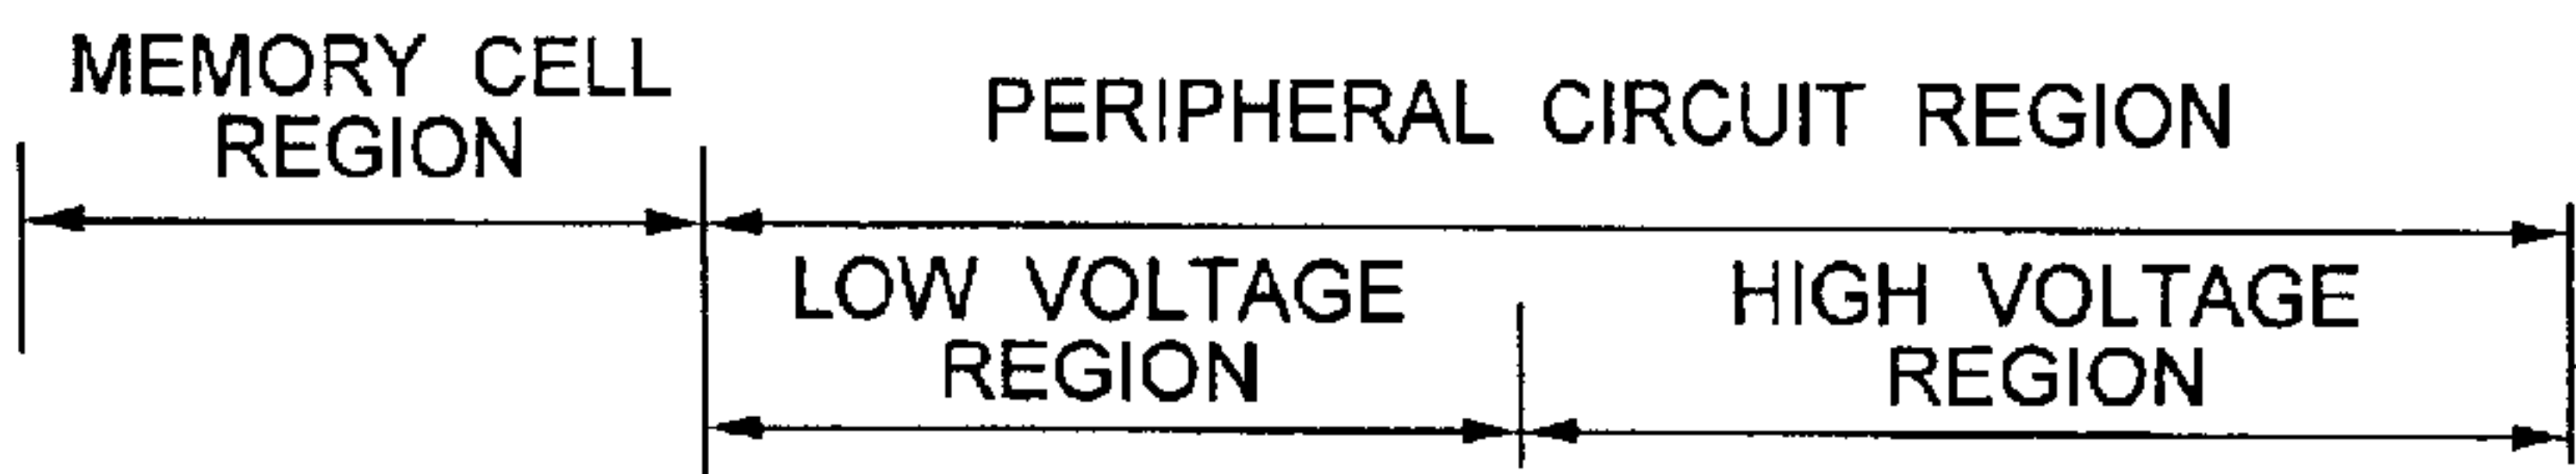 MEMORY CELL
REGION
PERIPHERAL CIRCUIT REGION
LOW VOLTAGE
REGION
HIGH VOLTAGE
REGION